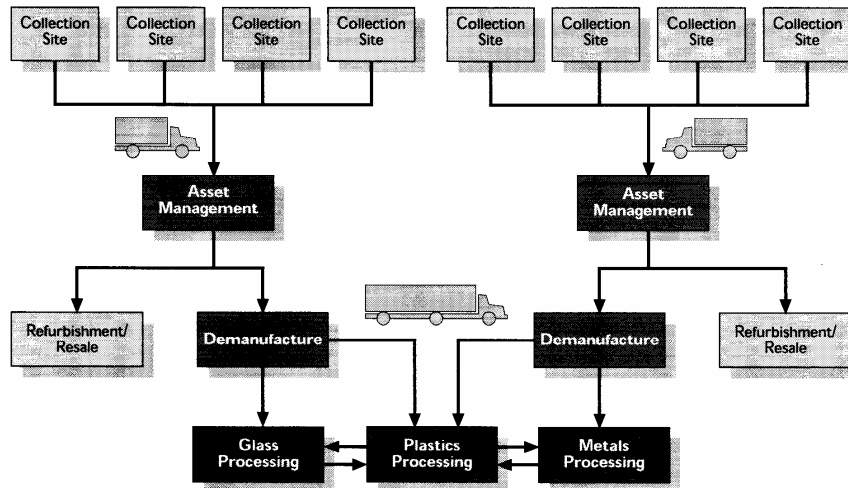 Collection
Site
Collection
Site
Collection
Site
Collection
Site
Collection
Site
Collection
Site
Collection
Site
Collection
Site
Asset
Management
Asset
Management
Refurbishment/
Resale
Demanufacture
Demanufacture
Refurbishment/
Resale
Glass
Processing
Plastics
Processing
Metals
Processing